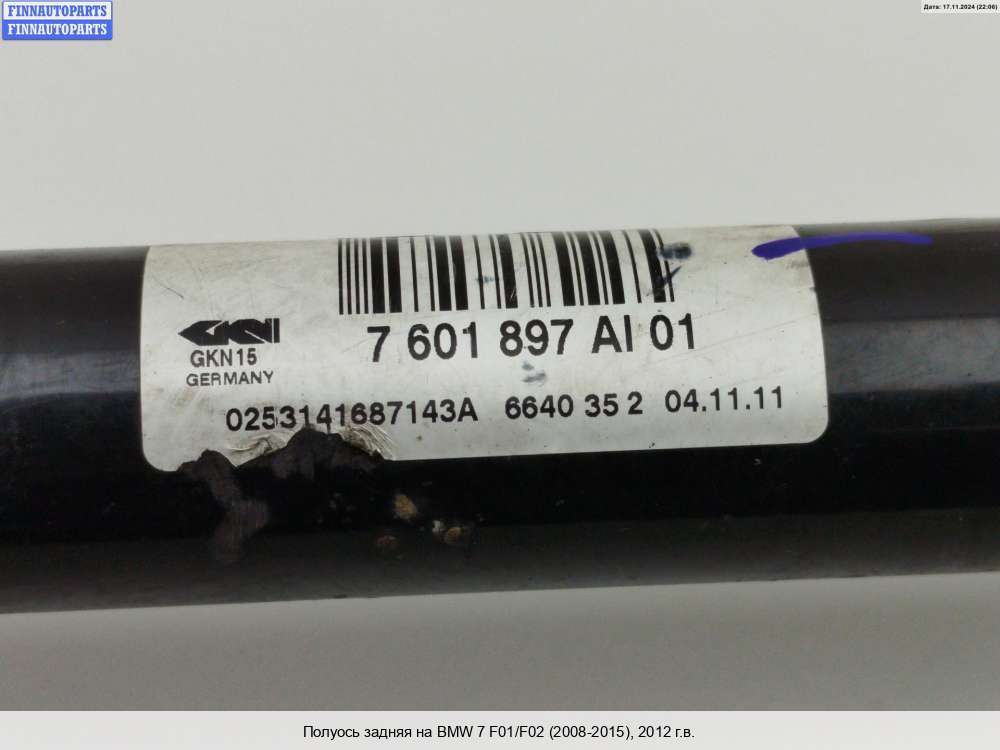 FINNAUTOPARTS
FINNAUTOPARTS
Дата: 17.11.2024 (22:06)
7 601 897 AI 01
GKN
GKN15
GERMANY
0253141687143A 6640 35 2 04.11.11
Полуось задняя на BMW 7 F01/F02 (2008-2015), 2012 г.в.